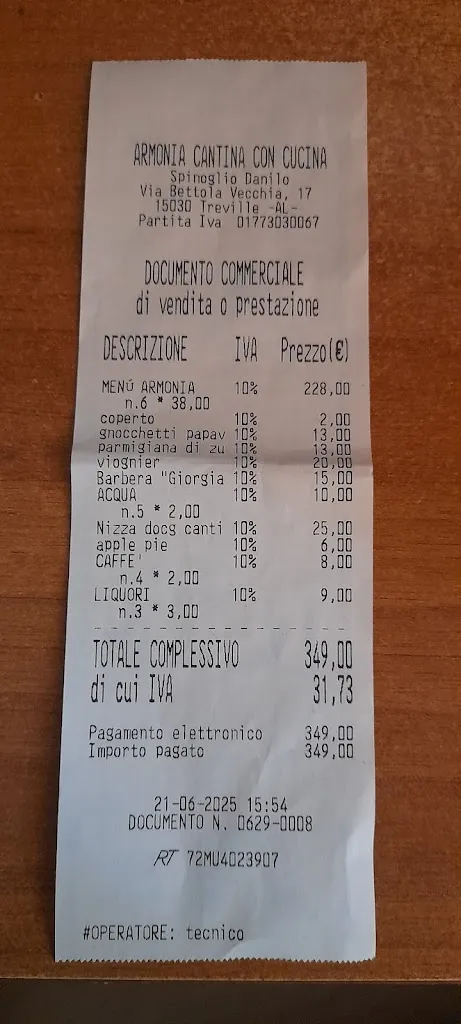 ARMONIA CANTINA CON CUCINA
Spinoglio Danilo
Via Bettola Vecchia, 17
15030 Treville -AL-
Partita Iva 01773030067
DOCUMENTO COMMERCIALE
di vendita o prestazione
DESCRIZIONE IVA Prezzo(€)
MENÚ ARMONIA 10% 228,00
n.6 * 38,00
coperto 10% 2,00
gnocchetti papav 10% 13,00
parmigiana di zu 10% 13,00
viognier 10% 20,00
Barbera "Giorgia 10% 15,00
ACQUA 10% 10,00
n.5 * 2,00
Nizza docg canti 10% 25,00
apple pie 10% 6,00
CAFFE' 10% 8,00
n.4 * 2,00
LIQUORI 10% 9,00
n.3 * 3,00
TOTALE COMPLESSIVO 349,00
di cui IVA 31,73
Pagamento elettronico 349,00
Importo pagato 349,00
21-06-2025 15:54
DOCUMENTO N. 0629-0008
RT 72MU4023907
#OPERATORE: tecnico